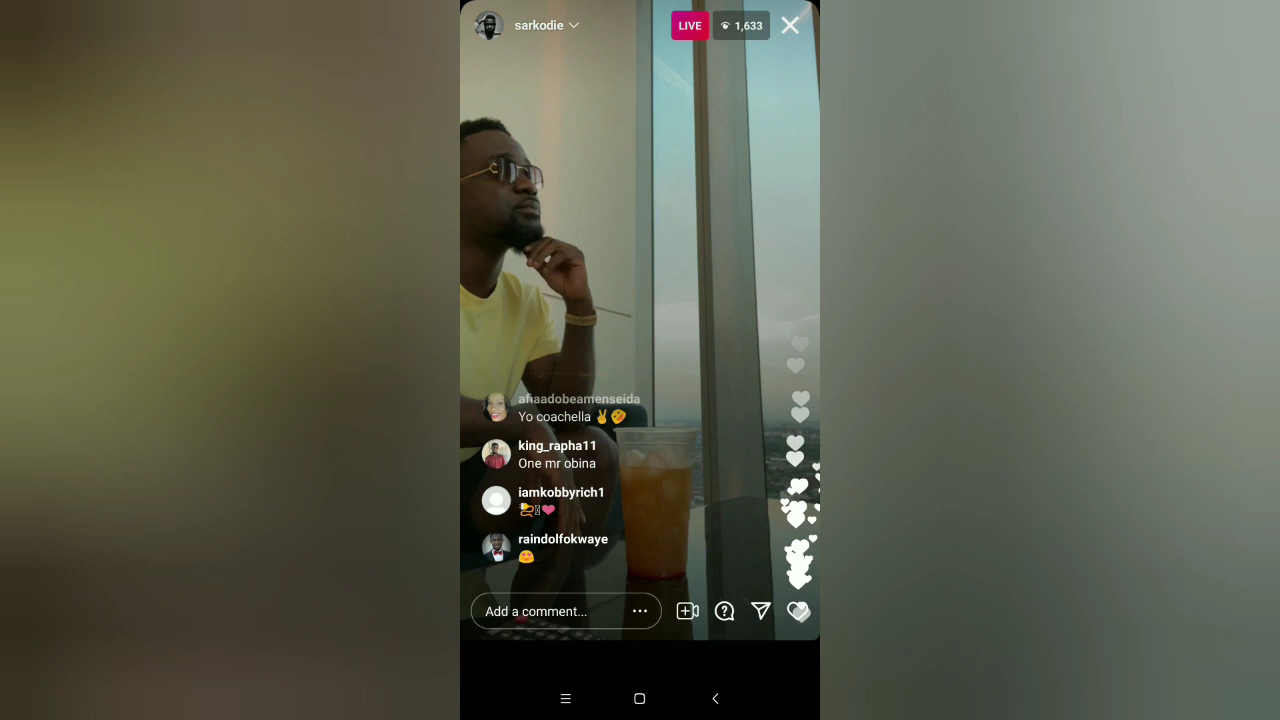 sarkodie
LIVE
1,633
afiaadobeamenseida
Yo coachella ✌️🤣
king_rapha11
One mr obina
iamkobbyrich1
raindolfokwaye
😍
Add a comment...